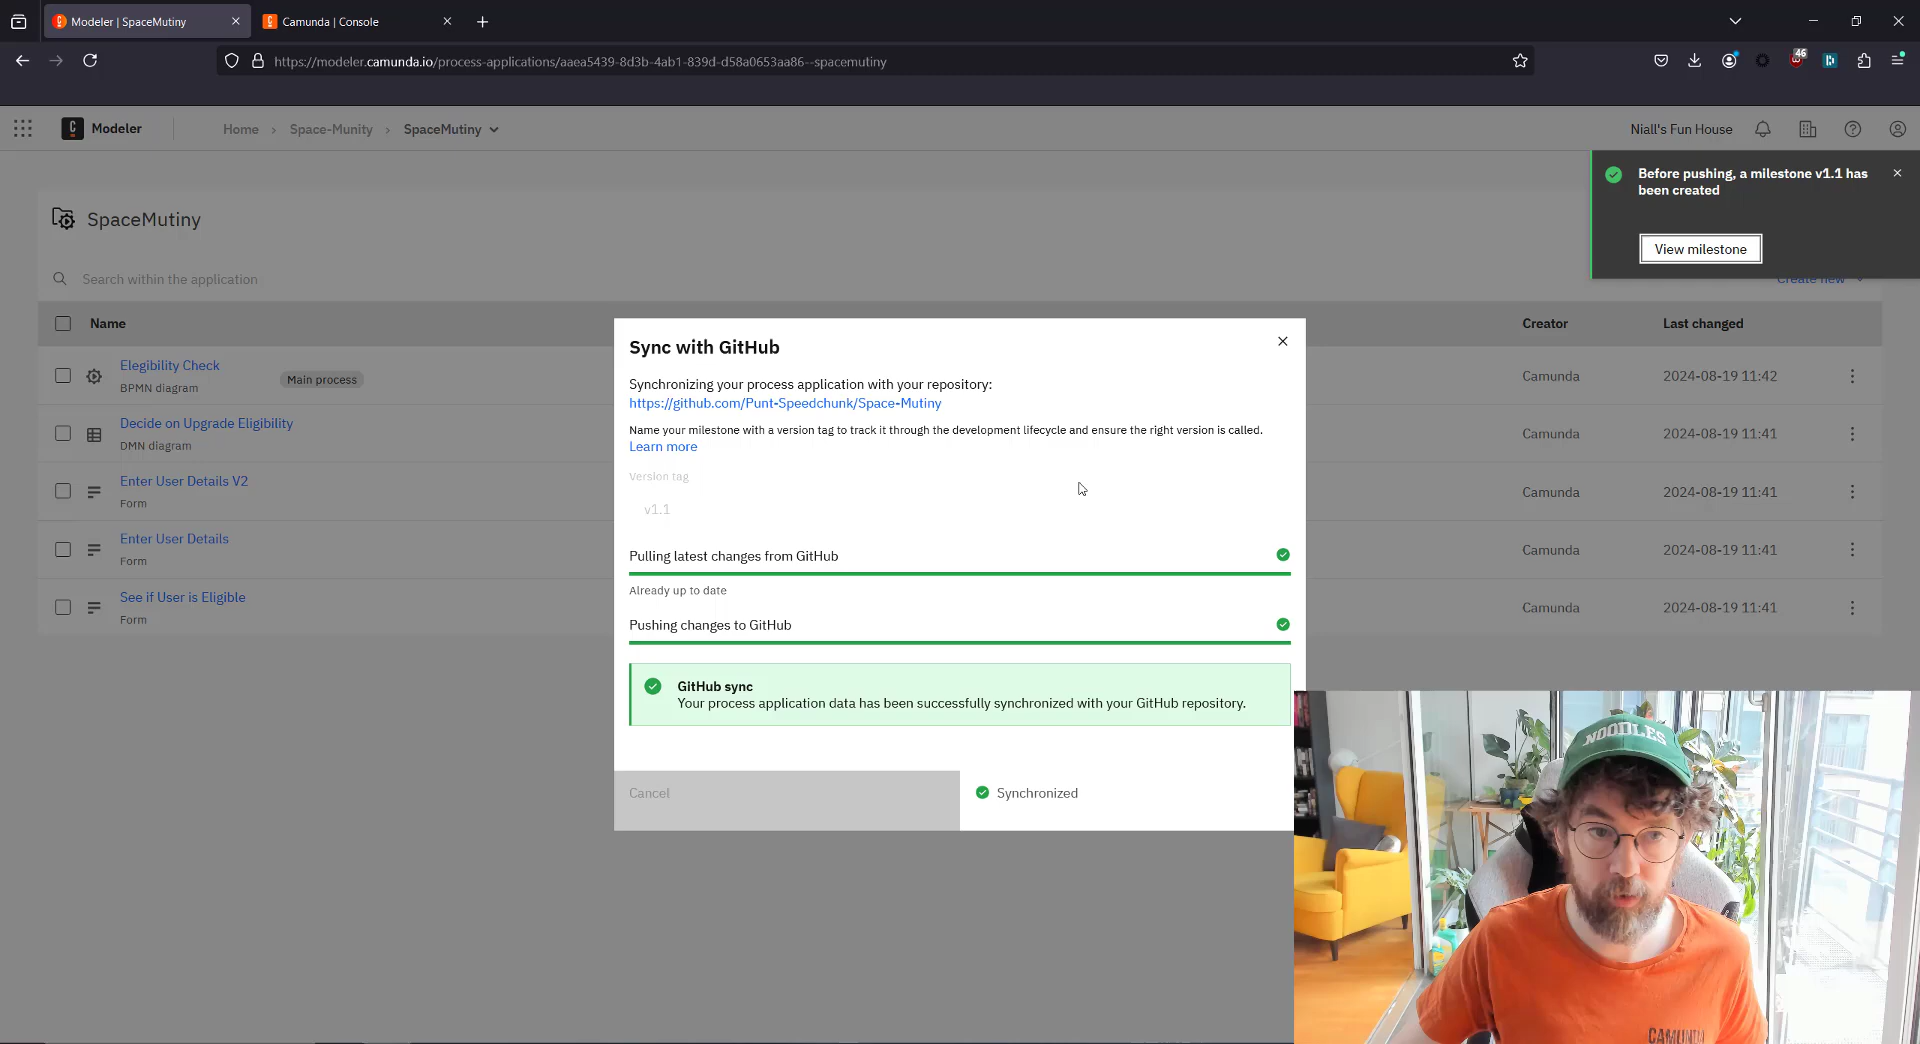 Modeler | SpaceMutiny
Camunda | Console
https://modeler.camunda.io/process-applications/aaea5439-8d3b-4ab1-839d-d58a0653aa86--spacemutiny
46
C
Modeler
Home
Space-Munity
SpaceMutiny
Niall's Fun House
Before pushing, a milestone v1.1 has
been created
View milestone
SpaceMutiny
Search within the application
Create new
Name
Creator
Last changed
Elegibility Check
BPMN diagram
Main process
Camunda
2024-08-19 11:42
Decide on Upgrade Eligibility
DMN diagram
Camunda
2024-08-19 11:41
Enter User Details V2
Form
Camunda
2024-08-19 11:41
Enter User Details
Form
Camunda
2024-08-19 11:41
See if User is Eligible
Form
Camunda
2024-08-19 11:41
Sync with GitHub
Synchronizing your process application with your repository:
https://github.com/Punt-Speedchunk/Space-Mutiny
Name your milestone with a version tag to track it through the development lifecycle and ensure the right version is called.
Learn more
Version tag
v1.1
Pulling latest changes from GitHub
Already up to date
Pushing changes to GitHub
GitHub sync
Your process application data has been successfully synchronized with your GitHub repository.
Cancel
Synchronized
NOODLES
CAMUNDA